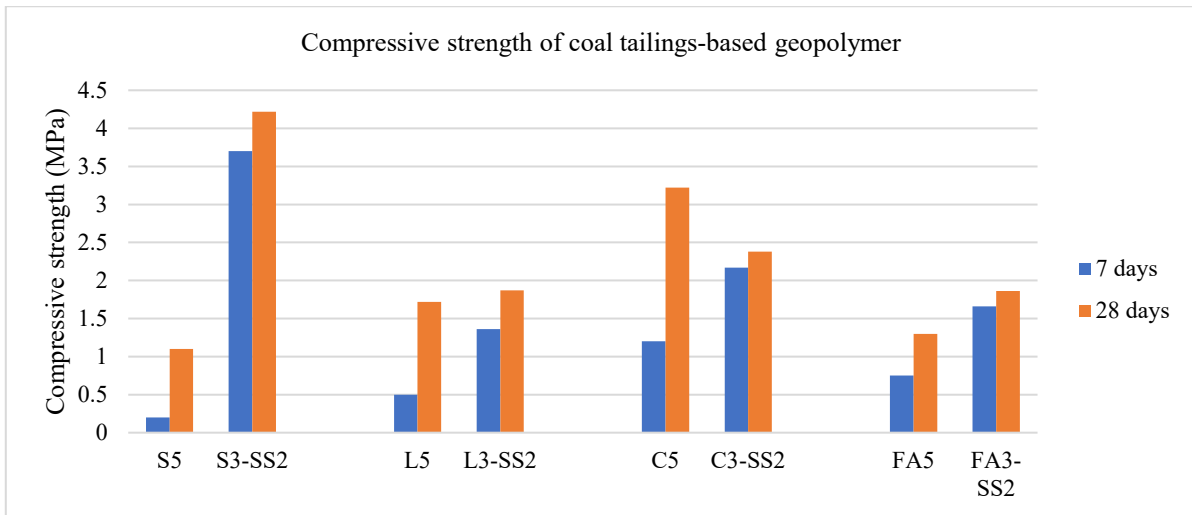 Compressive strength of coal tailings-based geopolymer
Compressive strength (MPa)
4.5
4
3.5
3
2.5
2
1.5
1
0.5
0
S5
S3-SS2
L5
L3-SS2
C5
C3-SS2
FA5
FA3-
SS2
7 days
28 days